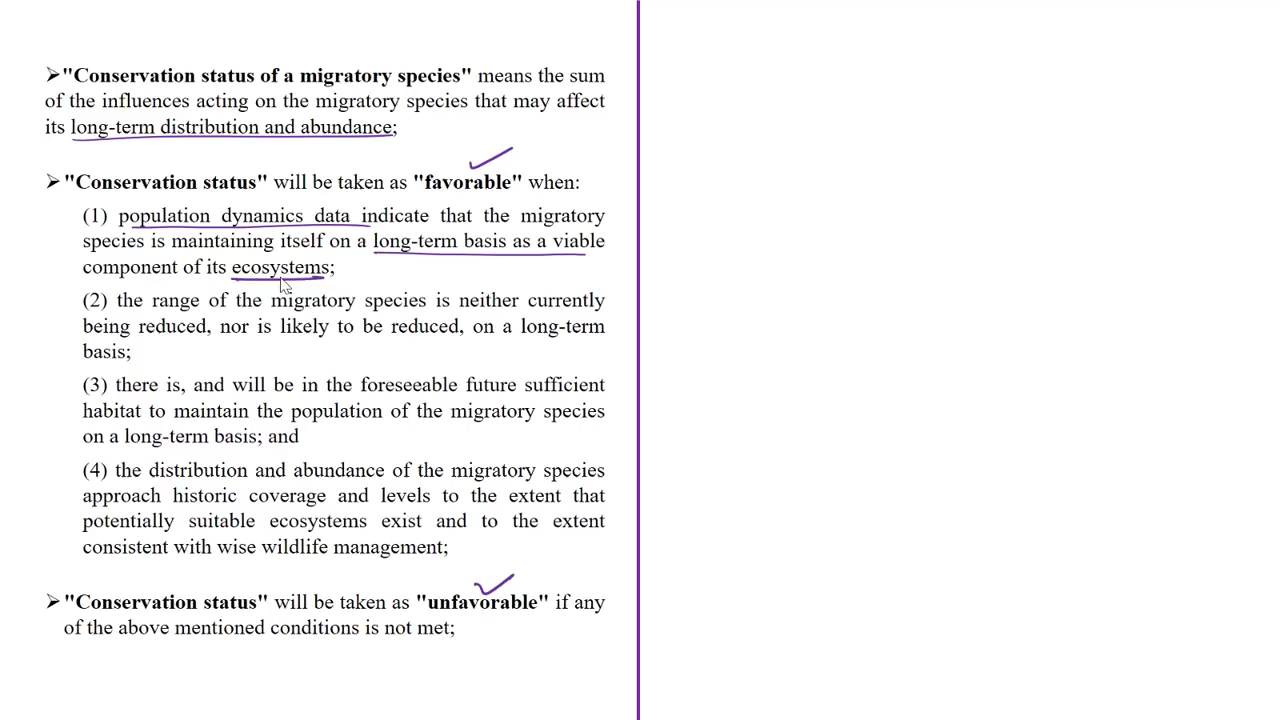 ➢"Conservation status of a migratory species" means the sum
of the influences acting on the migratory species that may affect
its long-term distribution and abundance;
➢"Conservation status" will be taken as "favorable" when:
(1) population dynamics data indicate that the migratory
species is maintaining itself on a long-term basis as a viable
component of its ecosystems;
(2) the range of the migratory species is neither currently
being reduced, nor is likely to be reduced, on a long-term
basis;
(3) there is, and will be in the foreseeable future sufficient
habitat to maintain the population of the migratory species
on a long-term basis; and
(4) the distribution and abundance of the migratory species
approach historic coverage and levels to the extent that
potentially suitable ecosystems exist and to the extent
consistent with wise wildlife management;
➢"Conservation status" will be taken as "unfavorable" if any
of the above mentioned conditions is not met;